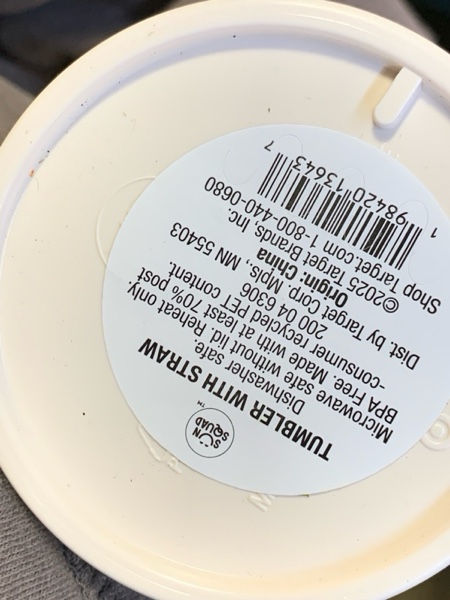 SUN
SQUAD
™
TUMBLER WITH STRAW
Dishwasher safe.
Microwave safe without lid. Reheat only.
BPA Free. Made with at least 70% post
-consumer recycled PET content.
200 04 6306
Dist. by Target Corp. Mpls., MN 55403
Origin: China
©2025 Target Brands, Inc.
Shop Target.com 1-800-440-0680
1 98420 13643 7